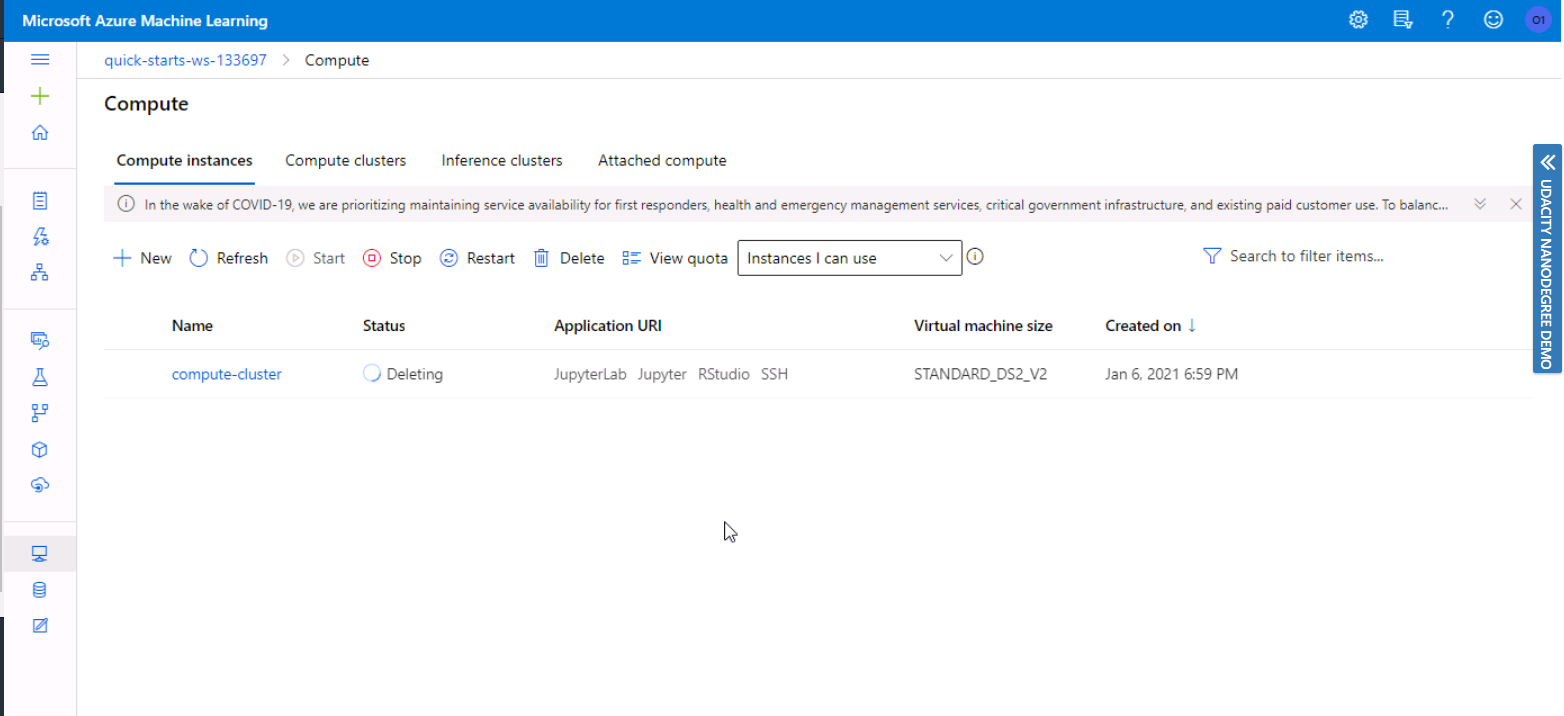 Microsoft Azure Machine Learning
O1
quick-starts-ws-133697 > Compute
Compute
Compute instances Compute clusters Inference clusters Attached compute
In the wake of COVID-19, we are prioritizing maintaining service availability for first responders, health and emergency management services, critical government infrastructure, and existing paid customer use. To balanc...
New Refresh Start Stop Restart Delete View quota Instances I can use Search to filter items...
Name Status Application URI Virtual machine size Created on ↓
compute-cluster Deleting JupyterLab Jupyter RStudio SSH STANDARD_DS2_V2 Jan 6, 2021 6:59 PM
UDACITY NANODEGREE DEMO